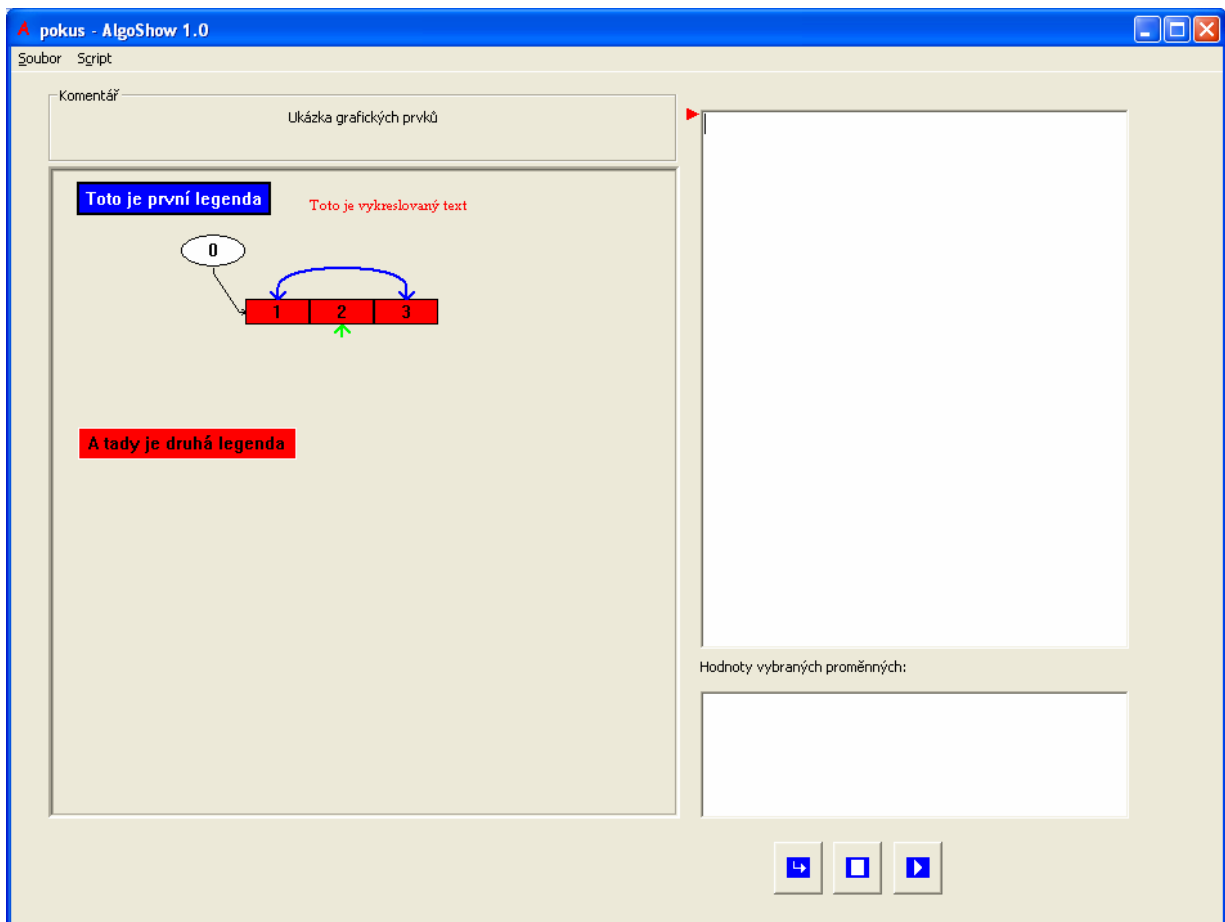 pokus - AlgoShow 1.0
Soubor Script
Komentář
Ukázka grafických prvků
Toto je první legenda
Toto je vykreslovaný text
0
1 2 3
A tady je druhá legenda
Hodnoty vybraných proměnných: